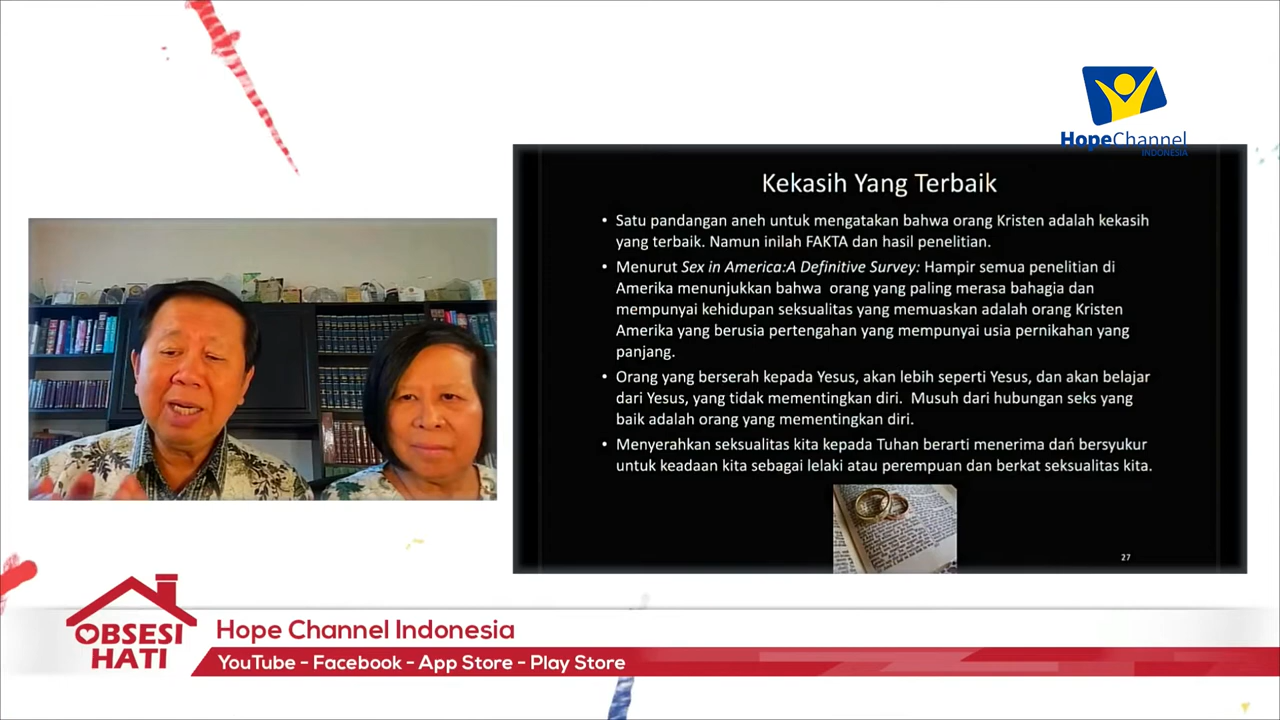 HopeChannel
INDONESIA
Kekasih Yang Terbaik
• Satu pandangan aneh untuk mengatakan bahwa orang Kristen adalah kekasih
yang terbaik. Namun inilah FAKTA dan hasil penelitian.
• Menurut Sex in America:A Definitive Survey: Hampir semua penelitian di
Amerika menunjukkan bahwa orang yang paling merasa bahagia dan
mempunyai kehidupan seksualitas yang memuaskan adalah orang Kristen
Amerika yang berusia pertengahan yang mempunyai usia pernikahan yang
panjang.
• Orang yang berserah kepada Yesus, akan lebih seperti Yesus, dan akan belajar
dari Yesus, yang tidak mementingkan diri. Musuh dari hubungan seks yang
baik adalah orang yang mementingkan diri.
• Menyerahkan seksualitas kita kepada Tuhan berarti menerima dan bersyukur
untuk keadaan kita sebagai lelaki atau perempuan dan berkat seksualitas kita.
27
OBSESI
HATI
Hope Channel Indonesia
YouTube - Facebook - App Store - Play Store